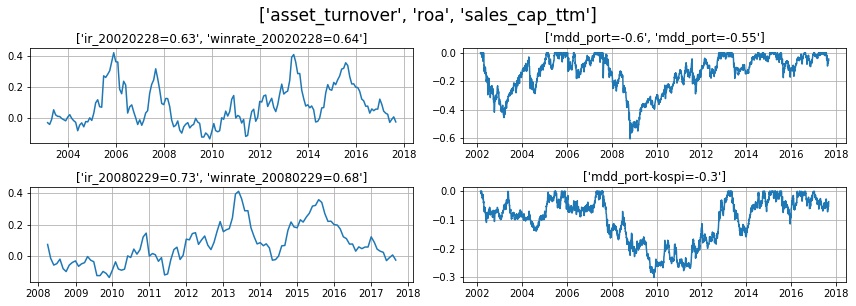 ['asset_turnover', 'roa', 'sales_cap_ttm']
['ir_20020228=0.63', 'winrate_20020228=0.64']
0.4
0.2
0.0
2004 2006 2008 2010 2012 2014 2016 2018
['mdd_port=-0.6', 'mdd_port=-0.55']
0.0
−0.2
−0.4
−0.6
2002 2004 2006 2008 2010 2012 2014 2016 2018
['ir_20080229=0.73', 'winrate_20080229=0.68']
0.4
0.2
0.0
2008 2009 2010 2011 2012 2013 2014 2015 2016 2017 2018
['mdd_port-kospi=-0.3']
0.0
−0.1
−0.2
−0.3
2002 2004 2006 2008 2010 2012 2014 2016 2018